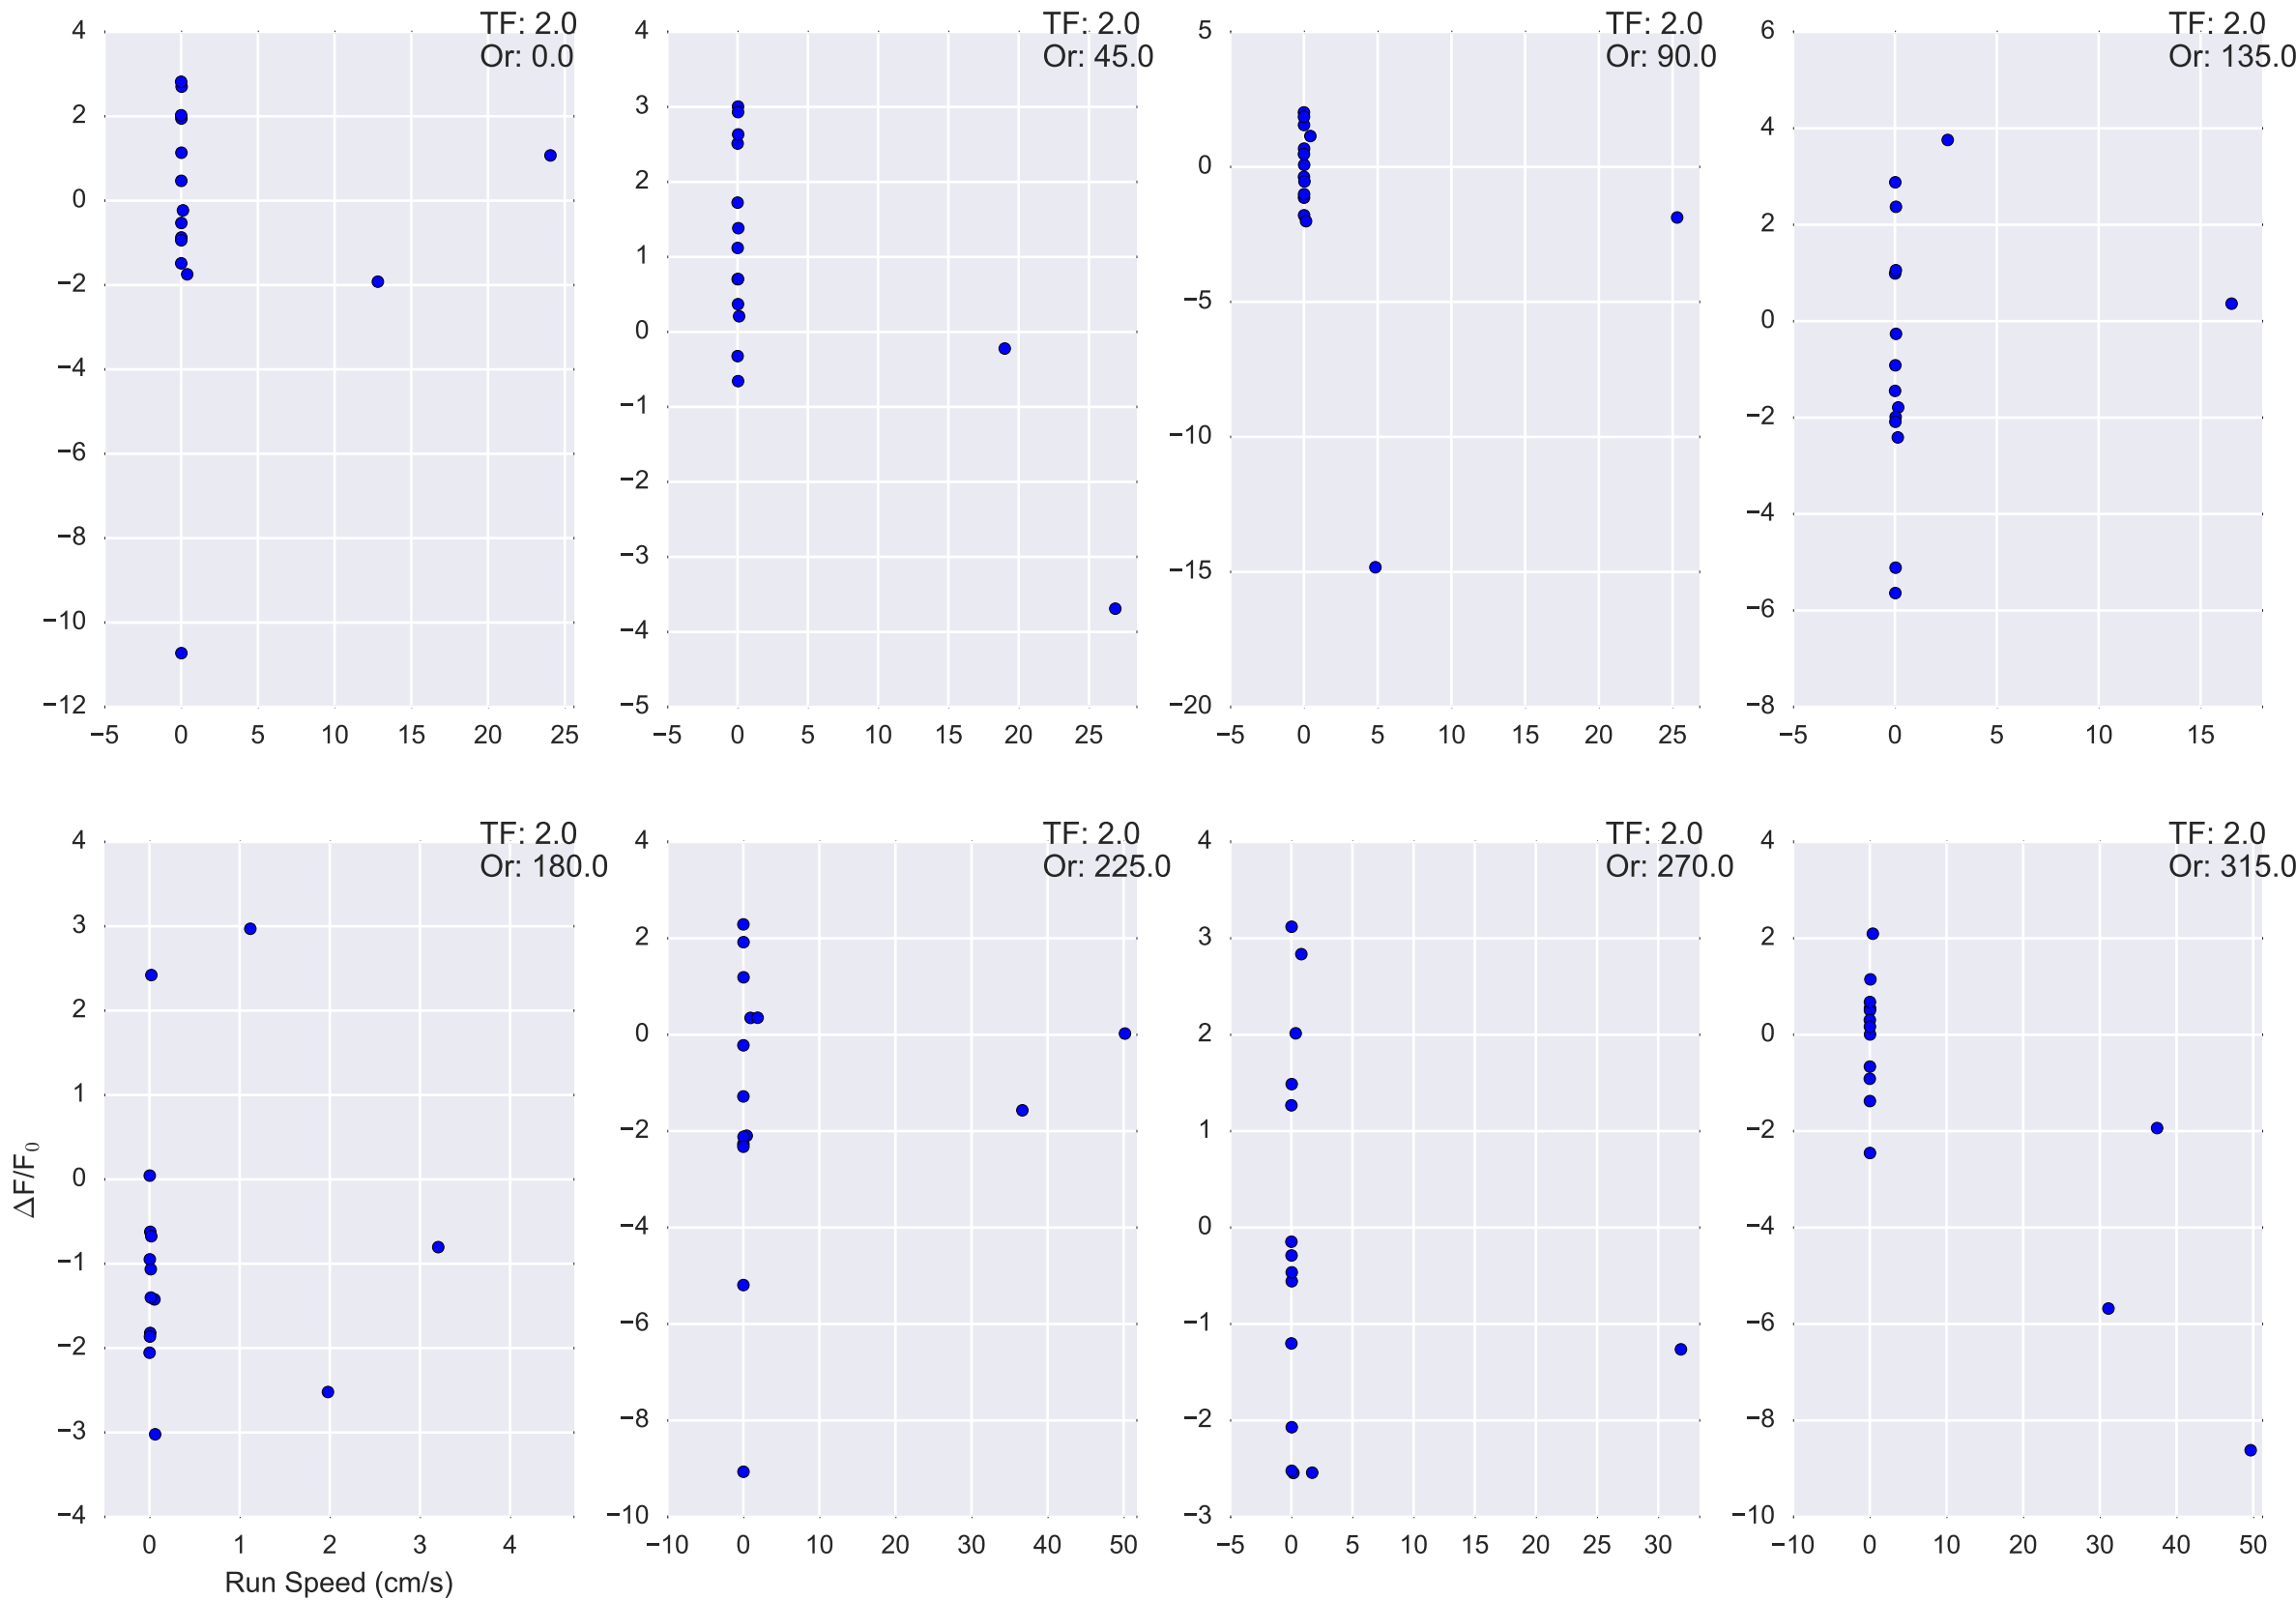 TF: 2.0
Or: 0.0
4
2
0
−2
−4
−6
−8
−10
−12
−5 0 5 10 15 20 25
TF: 2.0
Or: 45.0
4
3
2
1
0
−1
−2
−3
−4
−5
−5 0 5 10 15 20 25
TF: 2.0
Or: 90.0
5
0
−5
−10
−15
−20
−5 0 5 10 15 20 25
TF: 2.0
Or: 135.0
6
4
2
0
−2
−4
−6
−8
−5 0 5 10 15
TF: 2.0
Or: 180.0
4
3
2
1
0
−1
−2
−3
−4
ΔF/F₀
0 1 2 3 4
Run Speed (cm/s)
TF: 2.0
Or: 225.0
4
2
0
−2
−4
−6
−8
−10
−10 0 10 20 30 40 50
TF: 2.0
Or: 270.0
4
3
2
1
0
−1
−2
−3
−5 0 5 10 15 20 25 30
TF: 2.0
Or: 315.0
4
2
0
−2
−4
−6
−8
−10
−10 0 10 20 30 40 50